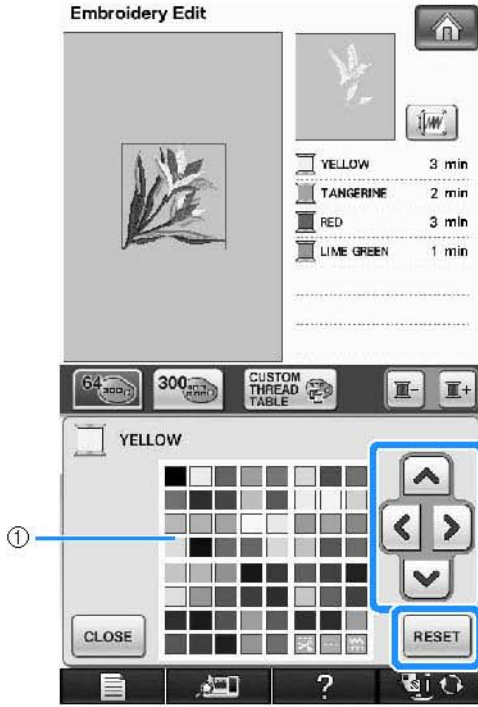 Embroidery Edit
YELLOW 3 min
TANGERINE 2 min
RED 3 min
LIME GREEN 1 min
64
300
CUSTOM
THREAD
TABLE
YELLOW
①
CLOSE
RESET
?